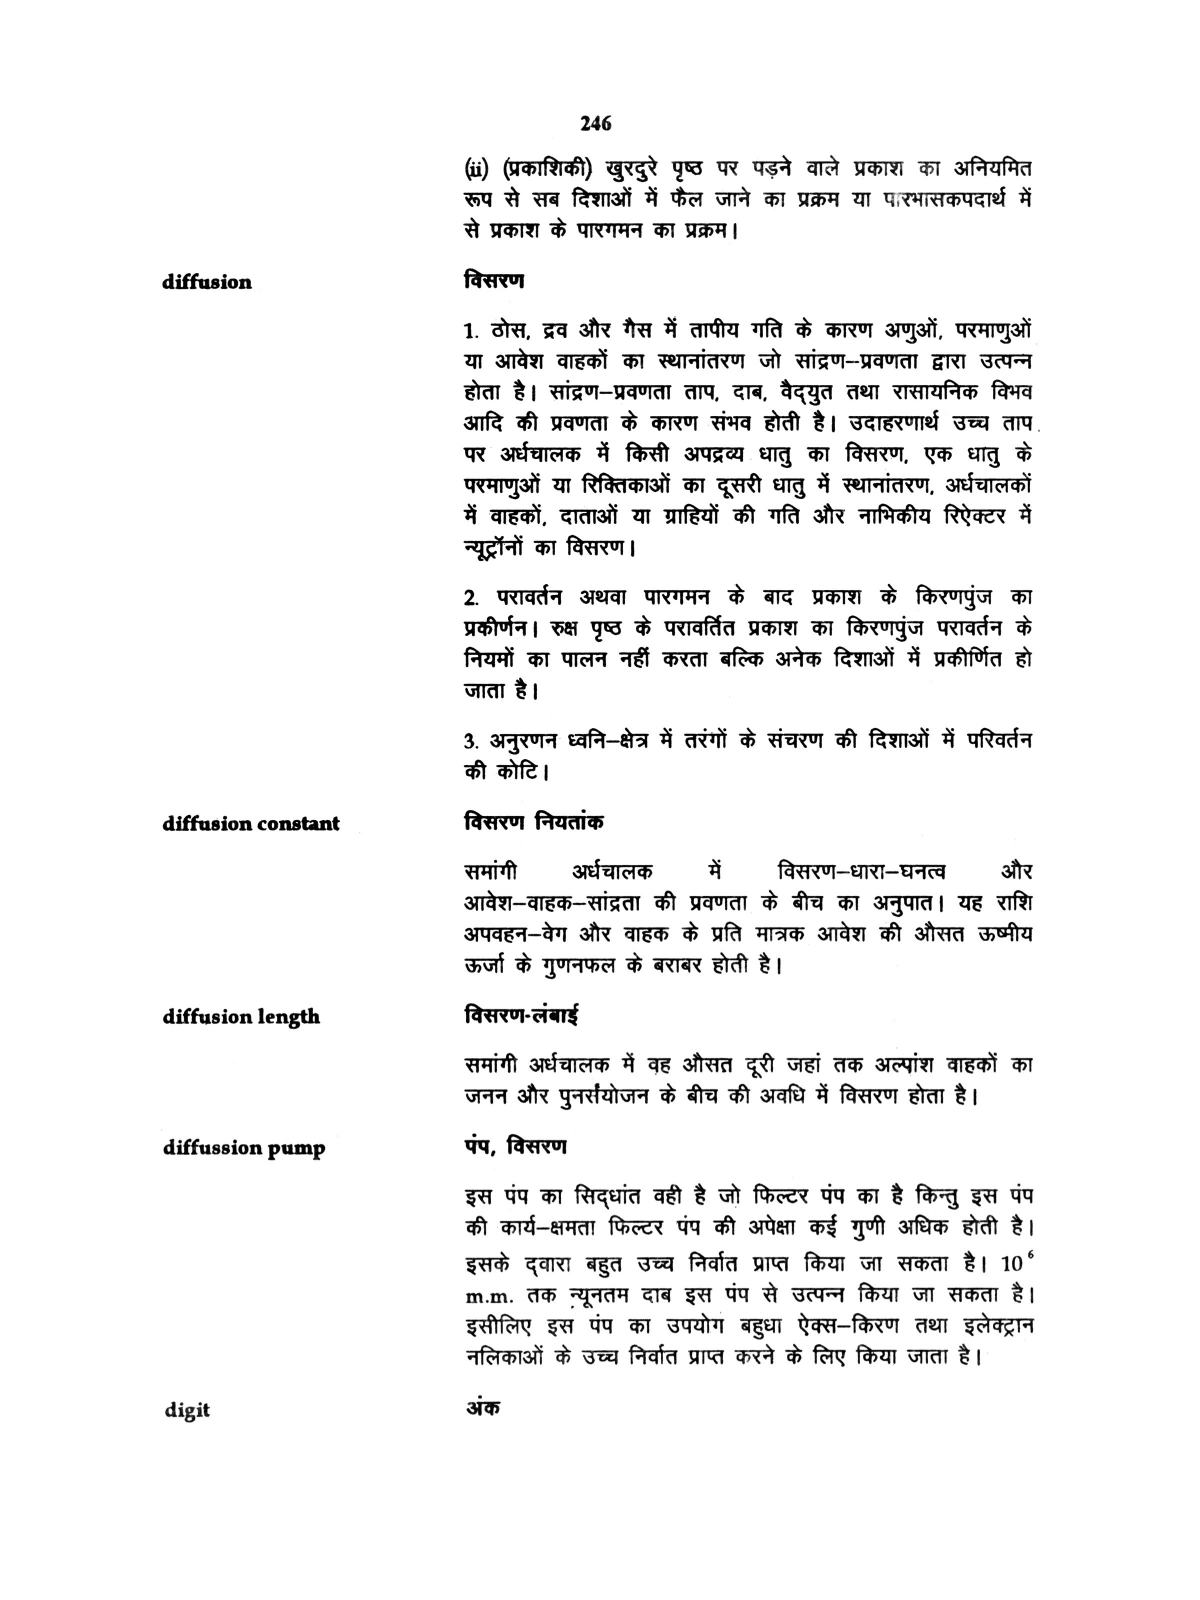 246
(ii) (प्रकाशिकी) खुरदुरे पृष्ठ पर पड़ने वाले प्रकाश का अनियमित
रूप से सब दिशाओं में फैल जाने का प्रक्रम या पारभासकपदार्थ में
से प्रकाश के पारगमन का प्रक्रम।
diffusion विसरण
1. ठोस, द्रव और गैस में तापीय गति के कारण अणुओं, परमाणुओं
या आवेश वाहकों का स्थानांतरण जो सांद्रण–प्रवणता द्वारा उत्पन्न
होता है। सांद्रण–प्रवणता ताप, दाब, वैद्युत तथा रासायनिक विभव
आदि की प्रवणता के कारण संभव होती है। उदाहरणार्थ उच्च ताप
पर अर्धचालक में किसी अपद्रव्य धातु का विसरण, एक धातु के
परमाणुओं या रिक्तिकाओं का दूसरी धातु में स्थानांतरण, अर्धचालकों
में वाहकों, दाताओं या ग्राहियों की गति और नाभिकीय रिऐक्टर में
न्यूट्रॉनों का विसरण।
2. परावर्तन अथवा पारगमन के बाद प्रकाश के किरणपुंज का
प्रकीर्णन। रुक्ष पृष्ठ के परावर्तित प्रकाश का किरणपुंज परावर्तन के
नियमों का पालन नहीं करता बल्कि अनेक दिशाओं में प्रकीर्णित हो
जाता है।
3. अनुरणन ध्वनि–क्षेत्र में तरंगों के संचरण की दिशाओं में परिवर्तन
की कोटि।
diffusion constant विसरण नियतांक
समांगी अर्धचालक में विसरण–धारा–घनत्व और
आवेश–वाहक–सांद्रता की प्रवणता के बीच का अनुपात। यह राशि
अपवहन–वेग और वाहक के प्रति मात्रक आवेश की औसत ऊष्मीय
ऊर्जा के गुणनफल के बराबर होती है।
diffusion length विसरण-लंबाई
समांगी अर्धचालक में वह औसत दूरी जहां तक अल्पांश वाहकों का
जनन और पुनर्संयोजन के बीच की अवधि में विसरण होता है।
diffussion pump पंप, विसरण
इस पंप का सिद्धांत वही है जो फिल्टर पंप का है किन्तु इस पंप
की कार्य–क्षमता फिल्टर पंप की अपेक्षा कई गुणी अधिक होती है।
इसके द्वारा बहुत उच्च निर्वात प्राप्त किया जा सकता है। 10⁶
m.m. तक न्यूनतम दाब इस पंप से उत्पन्न किया जा सकता है।
इसीलिए इस पंप का उपयोग बहुधा ऐक्स–किरण तथा इलेक्ट्रान
नलिकाओं के उच्च निर्वात प्राप्त करने के लिए किया जाता है।
digit अंक